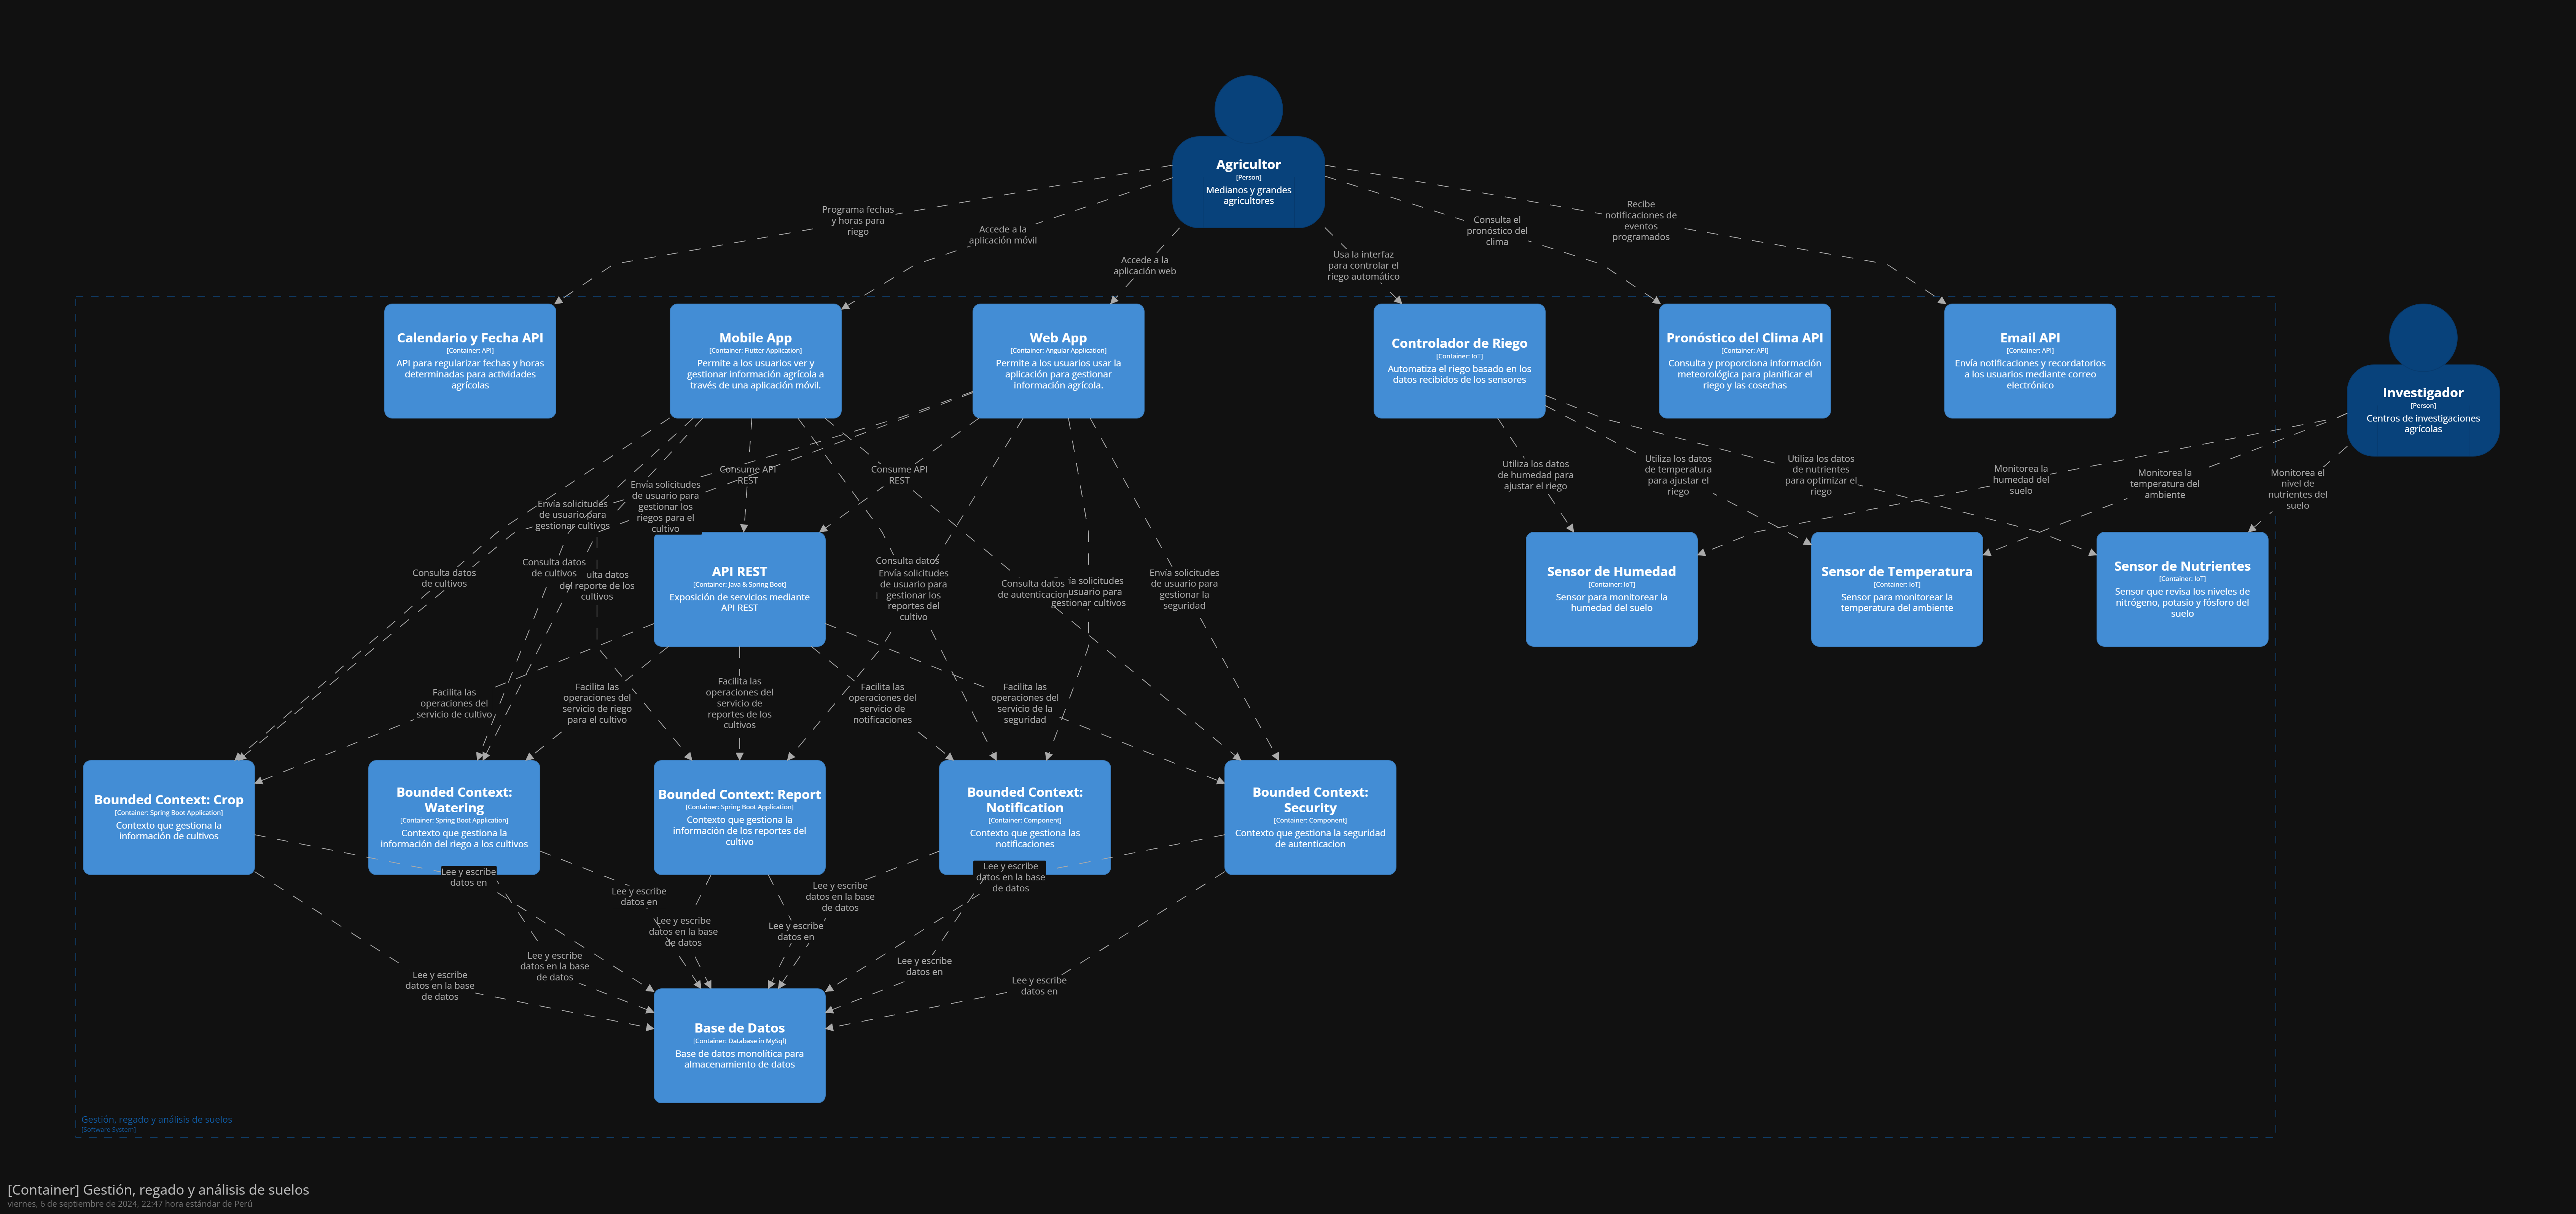 Agricultor
[Person]
Medianos y grandes
agricultores
Programa fechas
y horas para
riego
Accede a la
aplicación móvil
Accede a la
aplicación web
Usa la interfaz
para controlar el
riego automático
Consulta el
pronóstico del
clima
Recibe
notificaciones de
eventos
programados
Calendario y Fecha API
[Container: API]
API para regularizar fechas y horas
determinadas para actividades
agrícolas
Mobile App
[Container: Flutter Application]
Permite a los usuarios ver y
gestionar información agrícola a
través de una aplicación móvil.
Web App
[Container: Angular Application]
Permite a los usuarios usar la
aplicación para gestionar
información agrícola.
Controlador de Riego
[Container: IoT]
Automatiza el riego basado en los
datos recibidos de los sensores
Pronóstico del Clima API
[Container: API]
Consulta y proporciona información
meteorológica para planificar el
riego y las cosechas
Email API
[Container: API]
Envía notificaciones y recordatorios
a los usuarios mediante correo
electrónico
Investigador
[Person]
Centros de investigaciones
agrícolas
Consume API
REST
Consume API
REST
Envía solicitudes
de usuario para
gestionar cultivos
Envía solicitudes
de usuario para
gestionar los
riegos para el
cultivo
Utiliza los datos
de humedad para
ajustar el riego
Utiliza los datos
de temperatura
para ajustar el
riego
Utiliza los datos
de nutrientes
para optimizar el
riego
Monitorea la
humedad del
suelo
Monitorea la
temperatura del
ambiente
Monitorea el
nivel de
nutrientes del
suelo
Consulta datos
de cultivos
Consulta datos
de cultivos
datos
reporte de los
cultivos
API REST
[Container: Java & Spring Boot]
Exposición de servicios mediante
API REST
Consulta datos
Envía solicitudes
de usuario para
gestionar los
reportes del
cultivo
Consulta datos
de autenticacion
solicitudes
usuario para
gestionar cultivos
Envía solicitudes
de usuario para
gestionar la
seguridad
Sensor de Humedad
[Container: IoT]
Sensor para monitorear la
humedad del suelo
Sensor de Temperatura
[Container: IoT]
Sensor para monitorear la
temperatura del ambiente
Sensor de Nutrientes
[Container: IoT]
Sensor que revisa los niveles de
nitrógeno, potasio y fósforo del
suelo
Facilita las
operaciones del
servicio de cultivo
Facilita las
operaciones del
servicio de riego
para el cultivo
Facilita las
operaciones del
servicio de
reportes de los
cultivos
Facilita las
operaciones del
servicio de
notificaciones
Facilita las
operaciones del
servicio de la
seguridad
Bounded Context: Crop
[Container: Spring Boot Application]
Contexto que gestiona la
información de cultivos
Bounded Context:
Watering
[Container: Spring Boot Application]
Contexto que gestiona la
información del riego a los cultivos
Bounded Context: Report
[Container: Spring Boot Application]
Contexto que gestiona la
información de los reportes del
cultivo
Bounded Context:
Notification
[Container: Component]
Contexto que gestiona las
notificaciones
Bounded Context:
Security
[Container: Component]
Contexto que gestiona la seguridad
de autenticacion
Lee y escribe
datos en
Lee y escribe
datos en
Lee y escribe
datos en la base
de datos
Lee y escribe
datos en
Lee y escribe
datos en la base
de datos
Lee y escribe
datos en la base
de datos
Lee y escribe
datos en la base
de datos
Lee y escribe
datos en la base
de datos
Lee y escribe
datos en
Lee y escribe
datos en
Base de Datos
[Container: Database in MySql]
Base de datos monolítica para
almacenamiento de datos
Gestión, regado y análisis de suelos
[Software System]
[Container] Gestión, regado y análisis de suelos
viernes, 6 de septiembre de 2024, 22:47 hora estándar de Perú